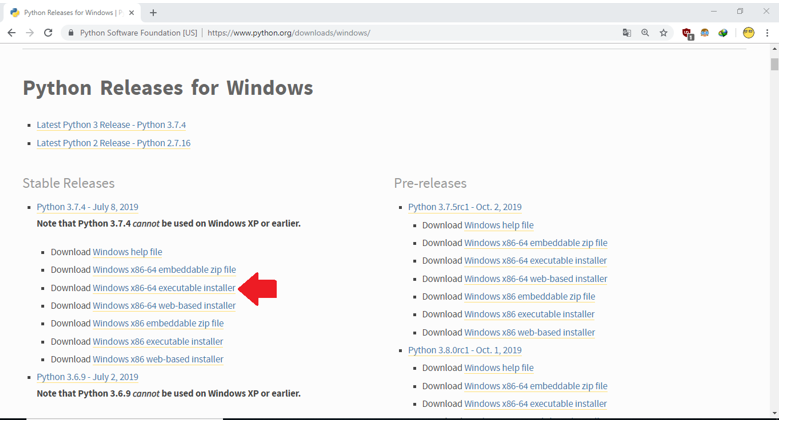 Python Releases for Windows | P
Python Software Foundation [US] | https://www.python.org/downloads/windows/
1
Python Releases for Windows
Latest Python 3 Release - Python 3.7.4
Latest Python 2 Release - Python 2.7.16
Stable Releases
Python 3.7.4 - July 8, 2019
Note that Python 3.7.4 cannot be used on Windows XP or earlier.
Download Windows help file
Download Windows x86-64 embeddable zip file
Download Windows x86-64 executable installer
Download Windows x86-64 web-based installer
Download Windows x86 embeddable zip file
Download Windows x86 executable installer
Download Windows x86 web-based installer
Python 3.6.9 - July 2, 2019
Note that Python 3.6.9 cannot be used on Windows XP or earlier.
Pre-releases
Python 3.7.5rc1 - Oct. 2, 2019
Download Windows help file
Download Windows x86-64 embeddable zip file
Download Windows x86-64 executable installer
Download Windows x86-64 web-based installer
Download Windows x86 embeddable zip file
Download Windows x86 executable installer
Download Windows x86 web-based installer
Python 3.8.0rc1 - Oct. 1, 2019
Download Windows help file
Download Windows x86-64 embeddable zip file
Download Windows x86-64 executable installer